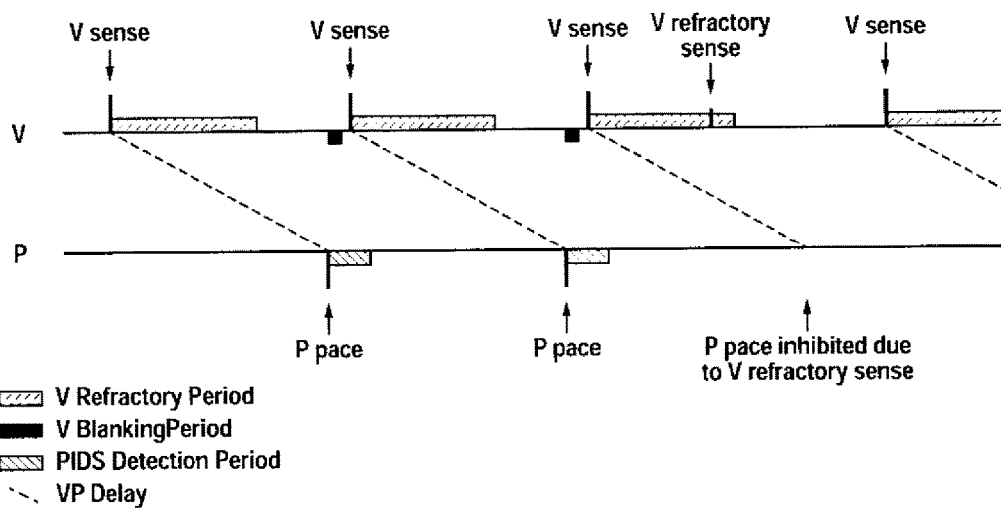 V sense
V sense
V sense
V refractory
sense
V sense
V
P
P pace
P pace
P pace inhibited due
to V refractory sense
V Refractory Period
V BlankingPeriod
PIDS Detection Period
VP Delay